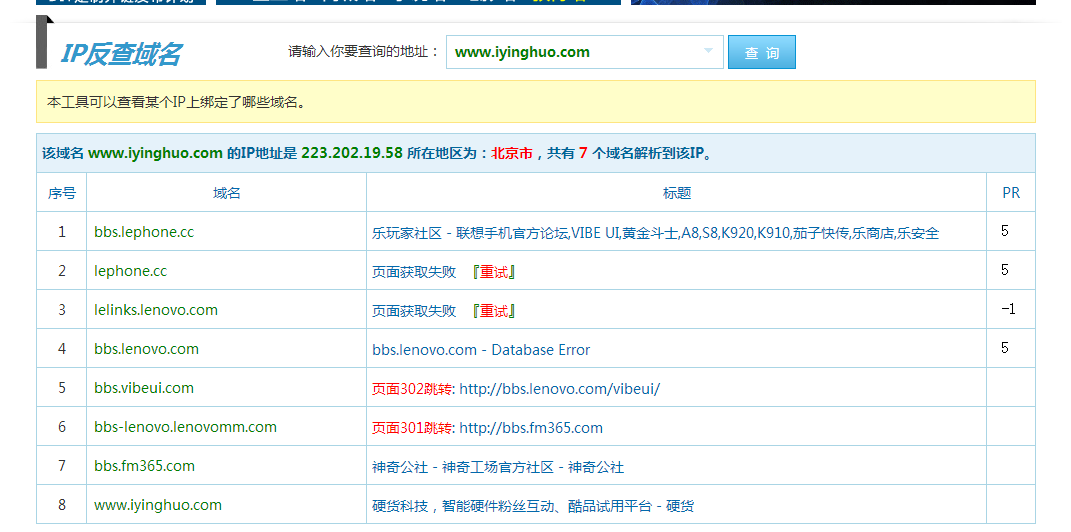 IP反查域名
请输入你要查询的地址：
www.iyinghuo.com
查 询
本工具可以查看某个IP上绑定了哪些域名。
该域名 www.iyinghuo.com 的IP地址是 223.202.19.58 所在地区为：北京市，共有 7 个域名解析到该IP。
序号 域名 标题 PR
1 bbs.lephone.cc 乐玩家社区 - 联想手机官方论坛,VIBE UI,黄金斗士,A8,S8,K920,K910,茄子快传,乐商店,乐安全 5
2 lephone.cc 页面获取失败 『重试』 5
3 lelinks.lenovo.com 页面获取失败 『重试』 -1
4 bbs.lenovo.com bbs.lenovo.com - Database Error 5
5 bbs.vibeui.com 页面302跳转: http://bbs.lenovo.com/vibeui/
6 bbs-lenovo.lenovomm.com 页面301跳转: http://bbs.fm365.com
7 bbs.fm365.com 神奇公社 - 神奇工场官方社区 - 神奇公社
8 www.iyinghuo.com 硬货科技，智能硬件粉丝互动、酷品试用平台 - 硬货